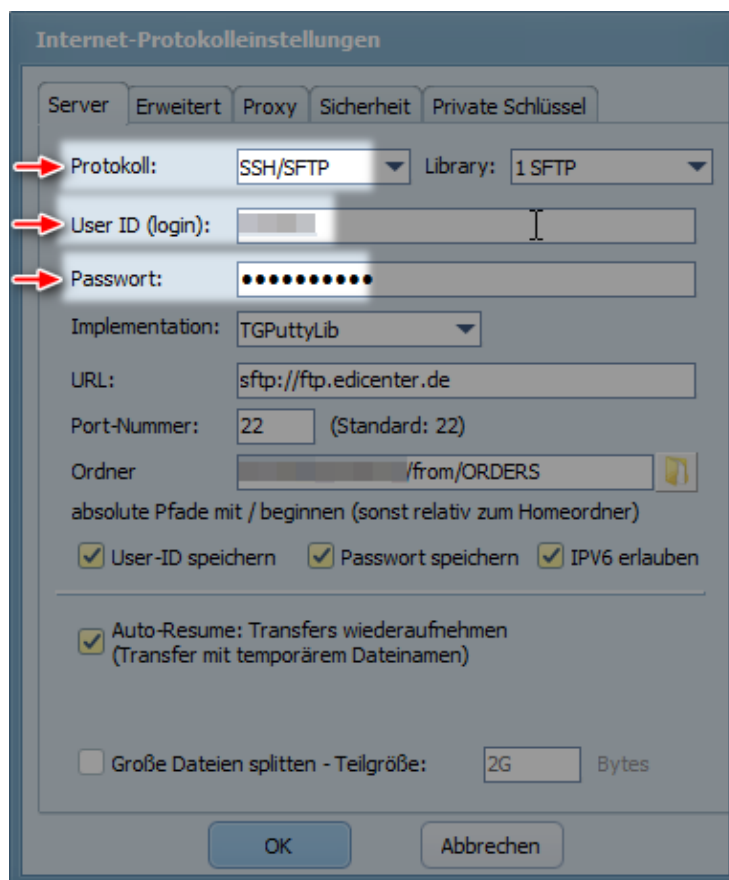 Internet-Protokolleinstellungen
Server Erweitert Proxy Sicherheit Private Schlüssel
Protokoll: SSH/SFTP Library: 1 SFTP
User ID (login):
Passwort: ●●●●●●●●●●
Implementation: TGPuttyLib
URL: sftp://ftp.edicenter.de
Port-Nummer: 22 (Standard: 22)
Ordner /from/ORDERS
absolute Pfade mit / beginnen (sonst relativ zum Homeordner)
User-ID speichern Passwort speichern IPV6 erlauben
Auto-Resume: Transfers wiederaufnehmen
(Transfer mit temporärem Dateinamen)
Große Dateien splitten - Teilgröße: 2G Bytes
OK Abbrechen